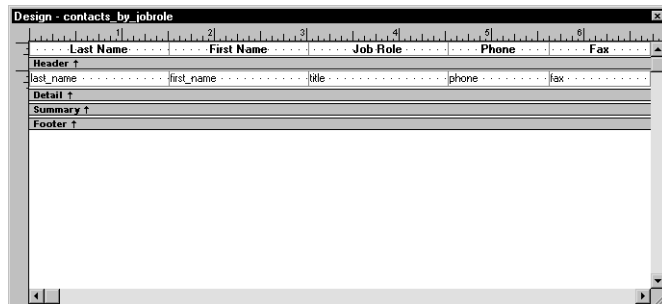 Design - contacts_by_jobrole
1 2 3 4 5 6
Last Name First Name Job Role Phone Fax
Header ↑
last_name first_name title phone fax
Detail ↑
Summary ↑
Footer ↑